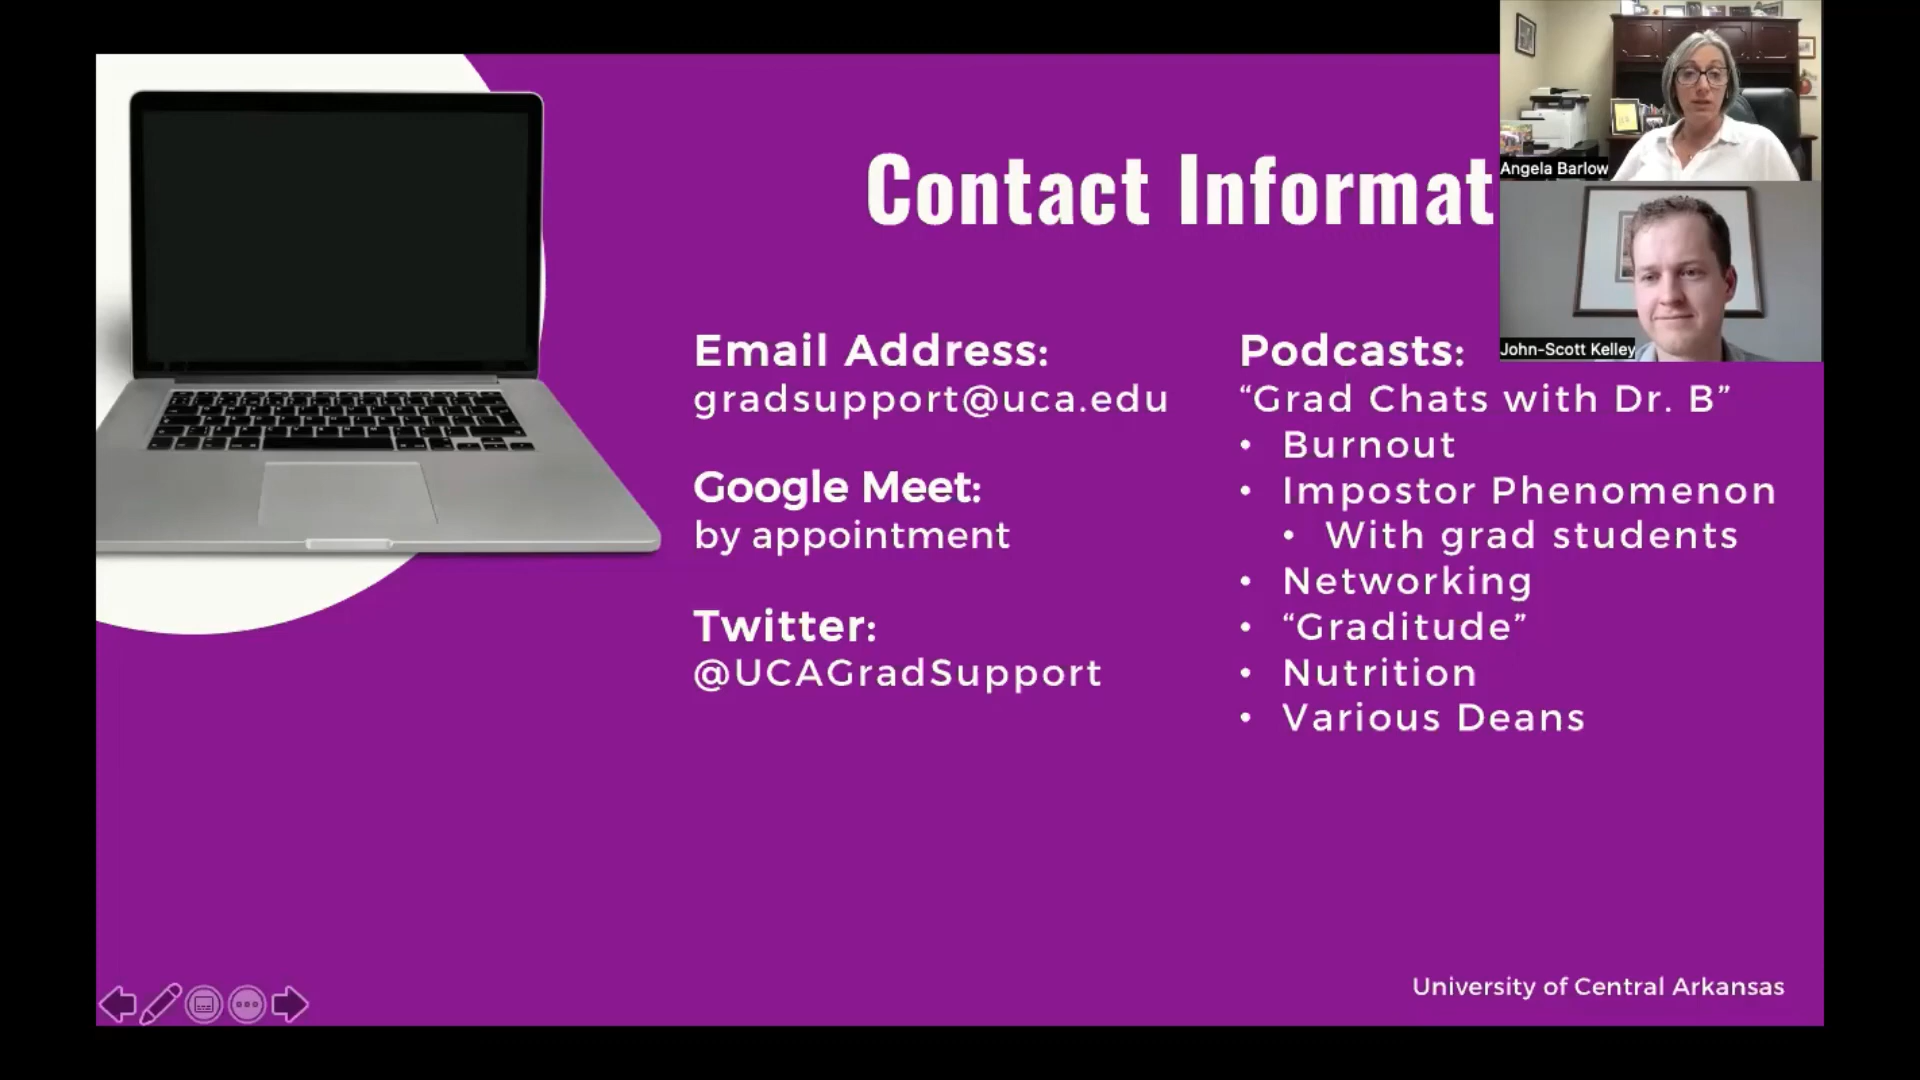 Contact Informat
Angela Barlow
John-Scott Kelley
Email Address:
gradsupport@uca.edu
Google Meet:
by appointment
Twitter:
@UCAGradSupport
Podcasts:
“Grad Chats with Dr. B”
• Burnout
• Impostor Phenomenon
• With grad students
• Networking
• “Graditude”
• Nutrition
• Various Deans
University of Central Arkansas